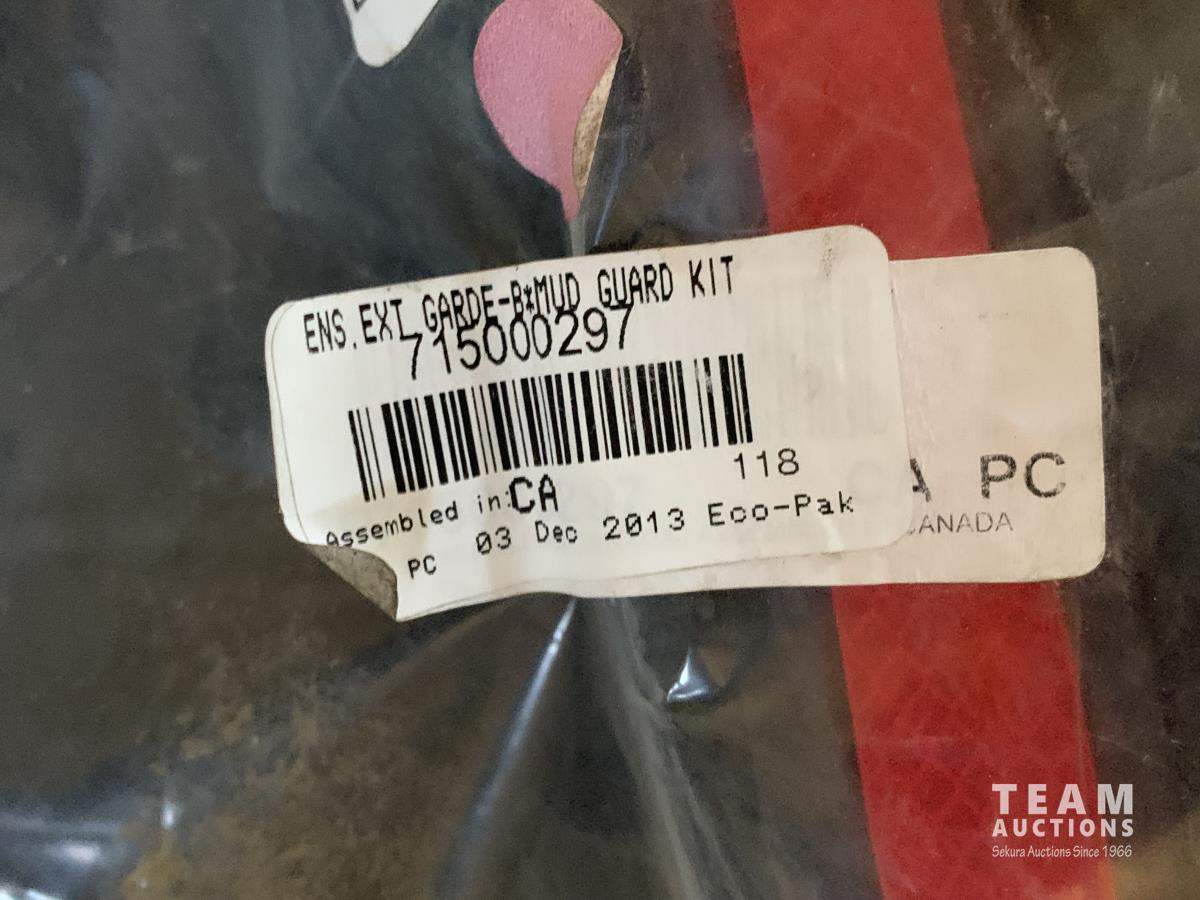 ENS.EXT.GARDE-B*MUD GUARD KIT
715000297
118
Assembled in:CA
PC 03 Dec 2013 Eco-Pak
PC
CANADA
TEAM
AUCTIONS
Sekura Auctions Since 1966